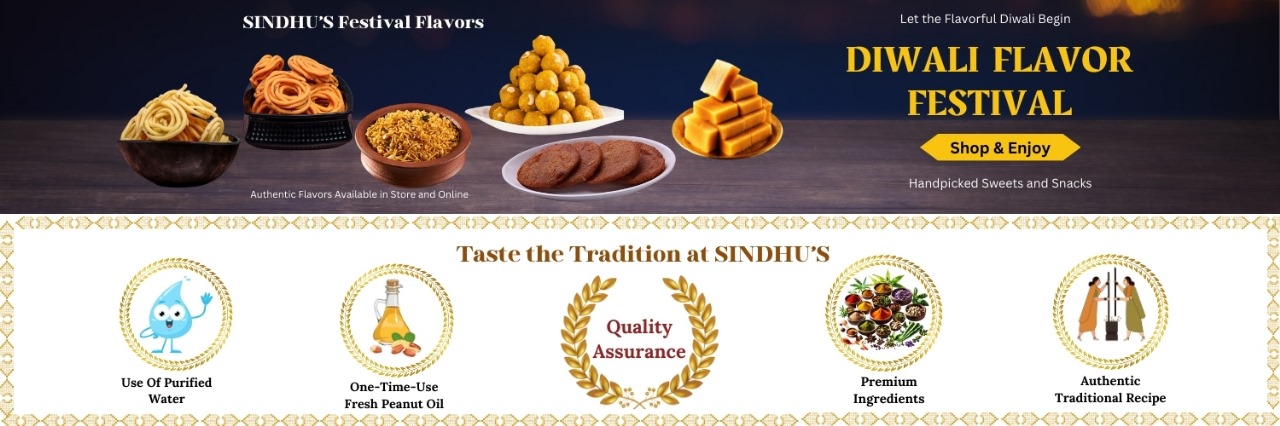 SINDHU'S Festival Flavors
Authentic Flavors Available in Store and Online
Let the Flavorful Diwali Begin
DIWALI FLAVOR
FESTIVAL
Shop & Enjoy
Handpicked Sweets and Snacks
Taste the Tradition at SINDHU'S
Use Of Purified
Water
One-Time-Use
Fresh Peanut Oil
Quality
Assurance
Premium
Ingredients
Authentic
Traditional Recipe